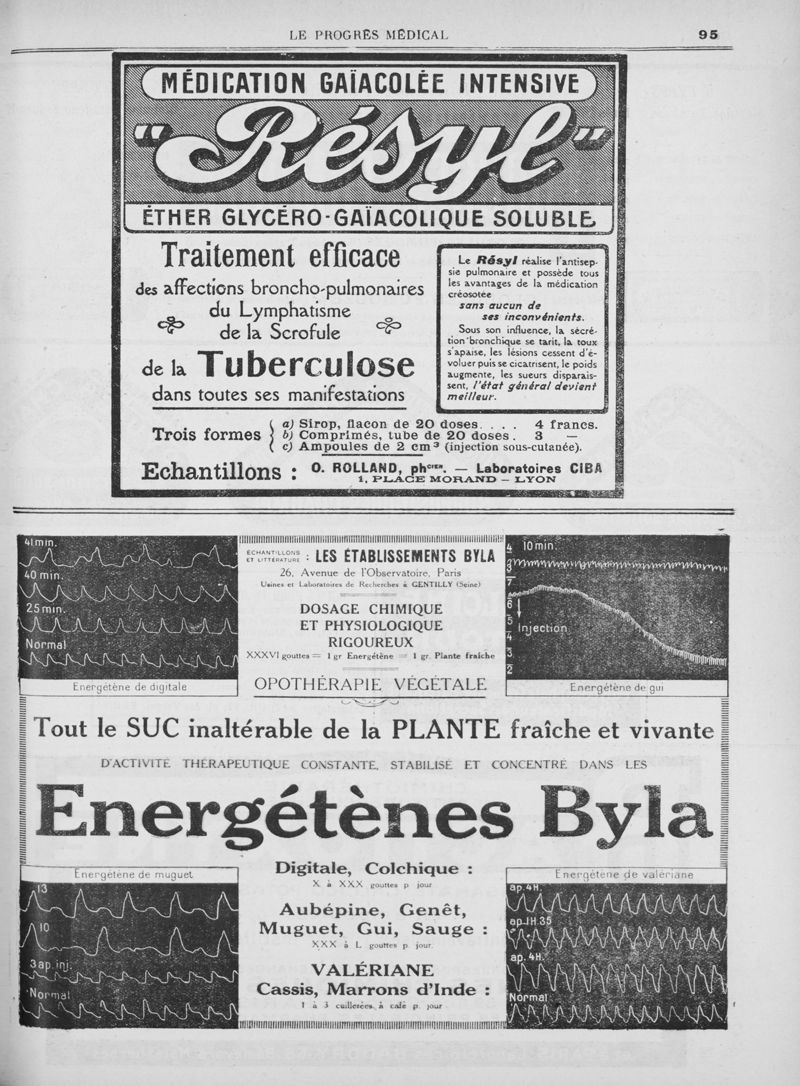 LE PROGRÈS MÉDICAL
95
MÉDICATION GAÏACOLÉE INTENSIVE
"Résyl"
ÉTHER GLYCÉRO-GAÏACOLIQUE SOLUBLE
Traitement efficace
des affections broncho-pulmonaires
du Lymphatisme
de la Scrofule
de la Tuberculose
dans toutes ses manifestations
Le Résyl réalise l'antisep-
sie pulmonaire et possède tous
les avantages de la médication
créosotée
sans aucun de
ses inconvénients.
Sous son influence, la sécré-
tion bronchique se tarit, la toux
s'apaise, les lésions cessent d'é-
voluer puis se cicatrisent, le poids
augmente, les sueurs disparais-
sent, l'état général devient
meilleur.
Trois formes
a) Sirop, flacon de 20 doses. . . . 4 francs.
b) Comprimés, tube de 20 doses . 3 —
c) Ampoules de 2 cm³ (injection sous-cutanée).
Echantillons : O. ROLLAND, phcien. — Laboratoires CIBA
1, PLACE MORAND — LYON
41 min.
40 min.
25 min.
Normal
Energétène de digitale
ÉCHANTILLONS
ET LITTÉRATURE : LES ÉTABLISSEMENTS BYLA
26, Avenue de l'Observatoire, Paris
Usines et Laboratoires de Recherches à GENTILLY (Seine)
DOSAGE CHIMIQUE
ET PHYSIOLOGIQUE
RIGOUREUX
XXXVI gouttes = 1 gr Energétène = 1 gr. Plante fraîche
OPOTHÉRAPIE VÉGÉTALE
10 min.
Injection
Energétène de gui
Tout le SUC inaltérable de la PLANTE fraîche et vivante
D'ACTIVITÉ THÉRAPEUTIQUE CONSTANTE, STABILISÉ ET CONCENTRÉ DANS LES
Energétènes Byla
Energétène de muguet
13
10
3 ap. inj.
Normal
Digitale, Colchique :
X à XXX gouttes p jour
Aubépine, Genêt,
Muguet, Gui, Sauge :
XXX à L gouttes p. jour.
VALÉRIANE
Cassis, Marrons d'Inde :
1 à 3 cuillerées à café p. jour
Energétène de valériane
ap. 4H.
ap. 1H.35
ap. 4H.
Normal